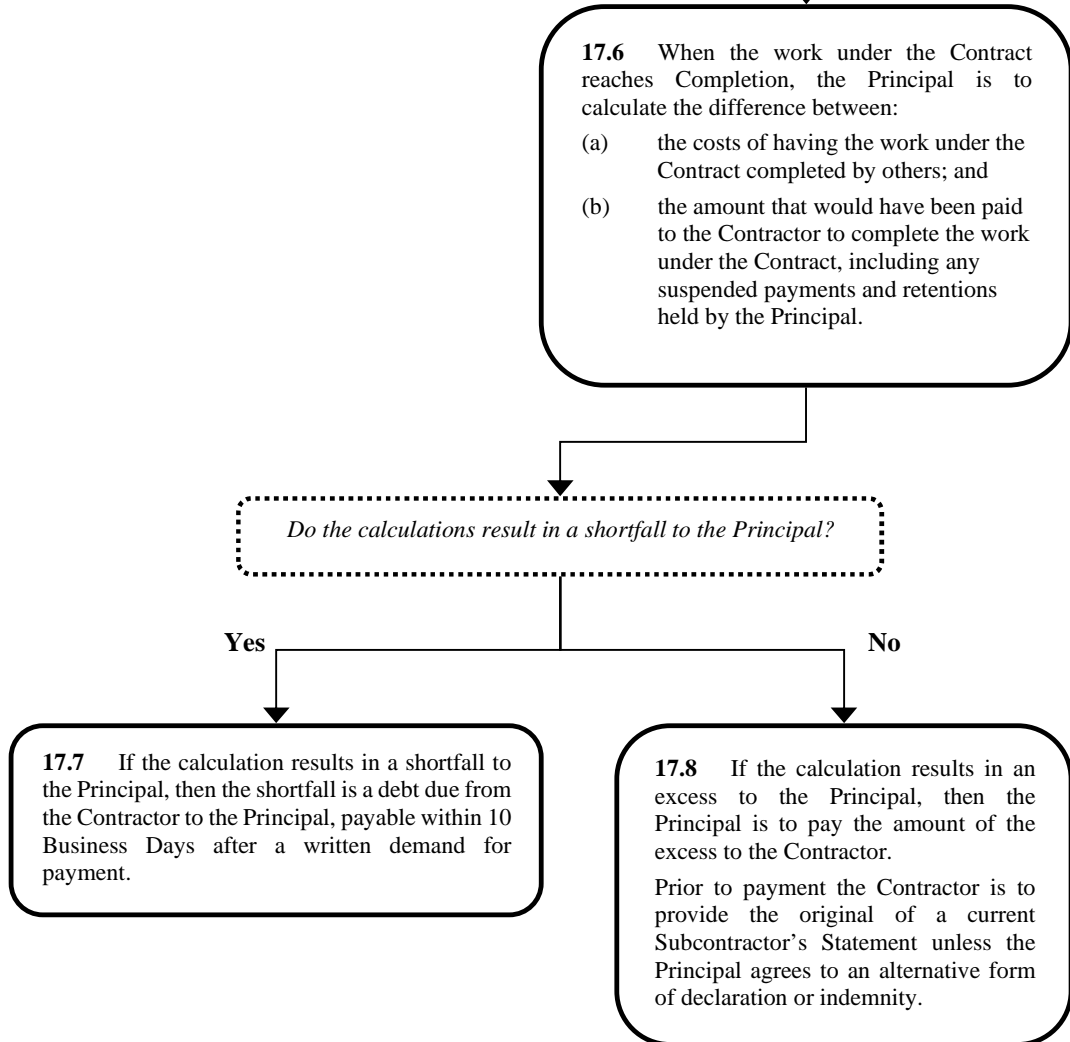 17.6 When the work under the Contract
reaches Completion, the Principal is to
calculate the difference between:
(a) the costs of having the work under the
Contract completed by others; and
(b) the amount that would have been paid
to the Contractor to complete the work
under the Contract, including any
suspended payments and retentions
held by the Principal.
Do the calculations result in a shortfall to the Principal?
Yes
No
17.7 If the calculation results in a shortfall to
the Principal, then the shortfall is a debt due from
the Contractor to the Principal, payable within 10
Business Days after a written demand for
payment.
17.8 If the calculation results in an
excess to the Principal, then the
Principal is to pay the amount of the
excess to the Contractor.
Prior to payment the Contractor is to
provide the original of a current
Subcontractor's Statement unless the
Principal agrees to an alternative form
of declaration or indemnity.